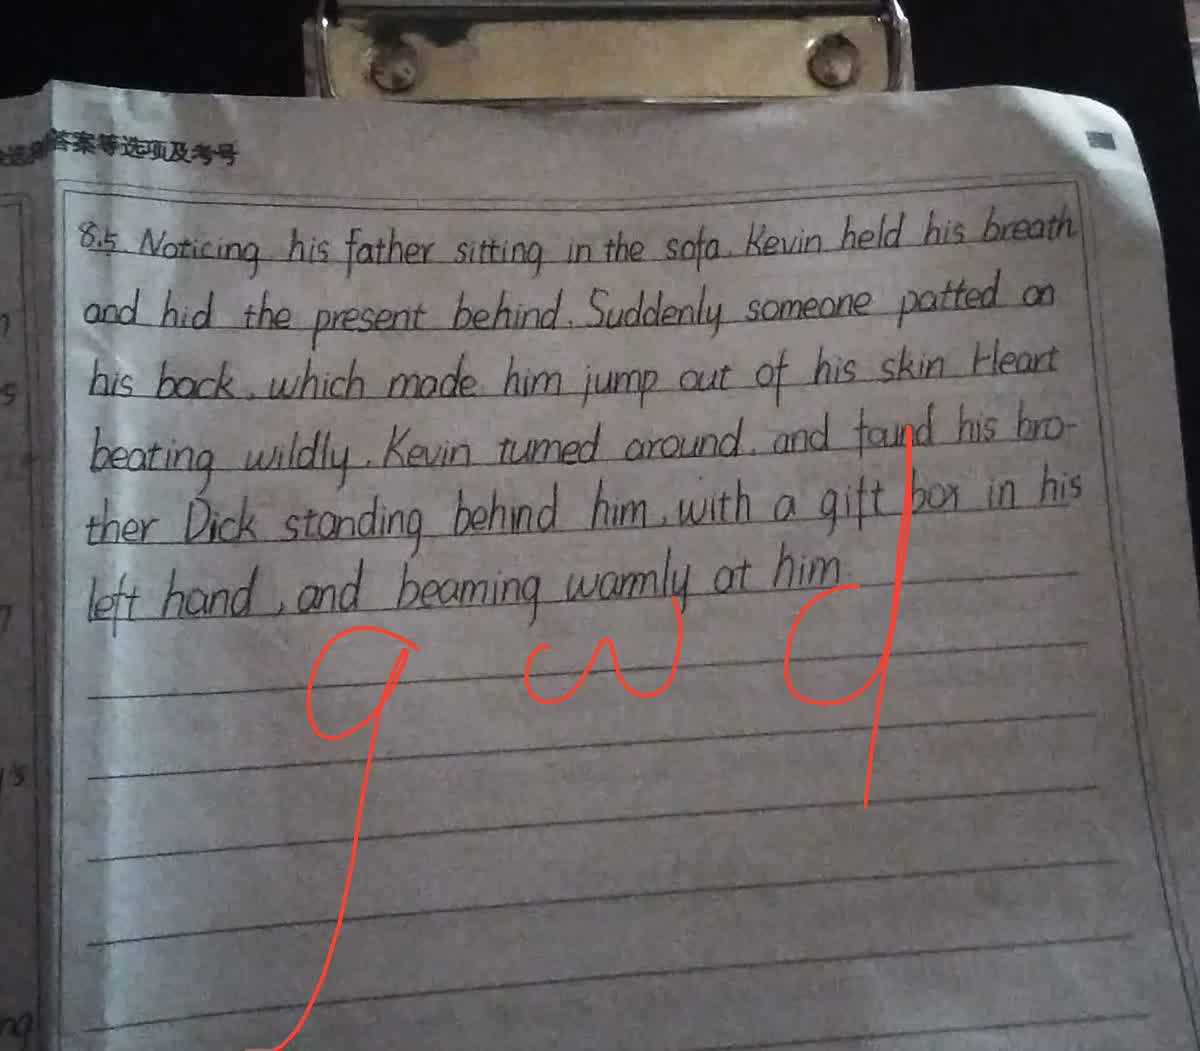 答案等选项及考号
8.5 Noticing his father sitting in the sofa, Kevin held his breath
and hid the present behind. Suddenly someone patted on
his back, which made him jump out of his skin Heart
beating wildly, Kevin turned around, and found his bro-
ther Dick standing behind him, with a gift box in his
left hand, and beaming warmly at him.
g w d